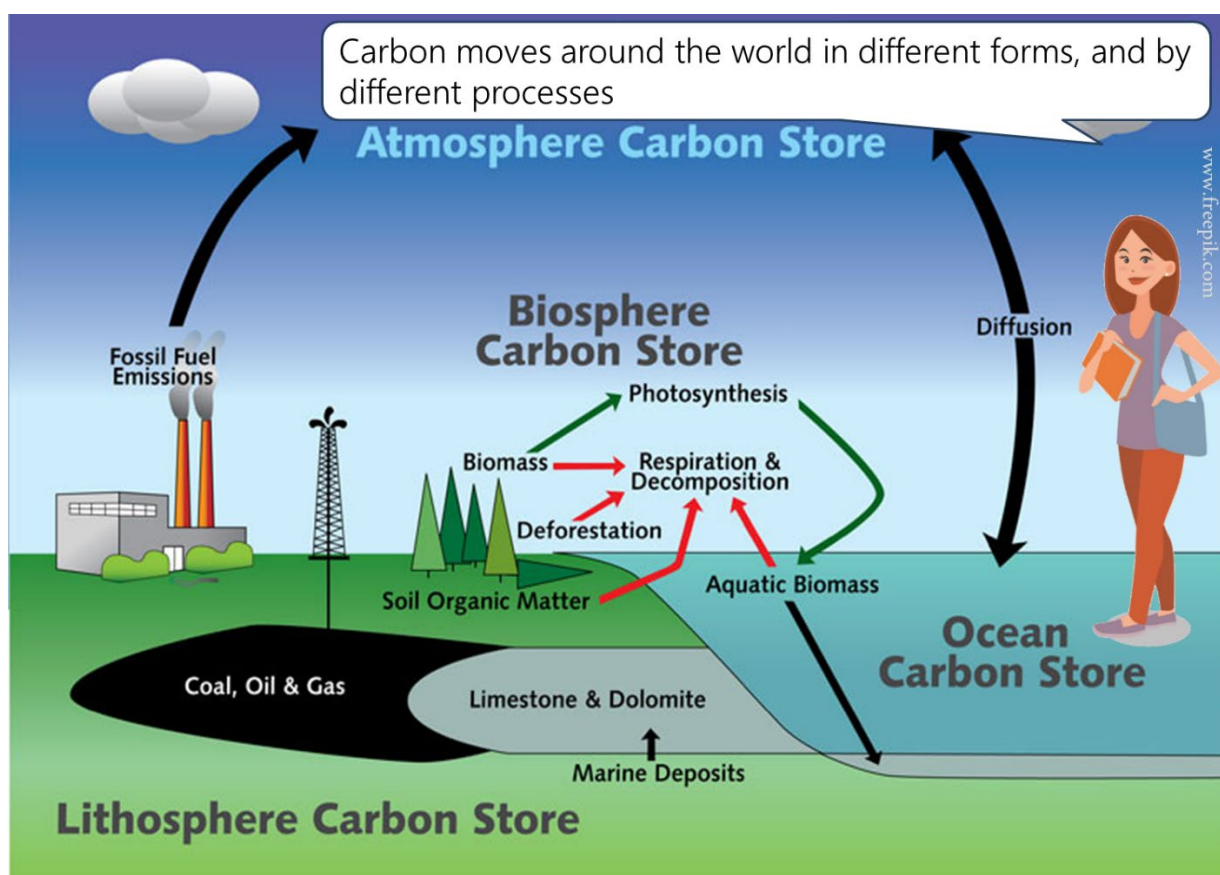 Carbon moves around the world in different forms, and by
different processes
Atmosphere Carbon Store
www.freepik.com
Biosphere
Carbon Store
Diffusion
Fossil Fuel
Emissions
Photosynthesis
Biomass
Respiration &
Decomposition
Deforestation
Soil Organic Matter
Aquatic Biomass
Ocean
Carbon Store
Coal, Oil & Gas
Limestone & Dolomite
Marine Deposits
Lithosphere Carbon Store